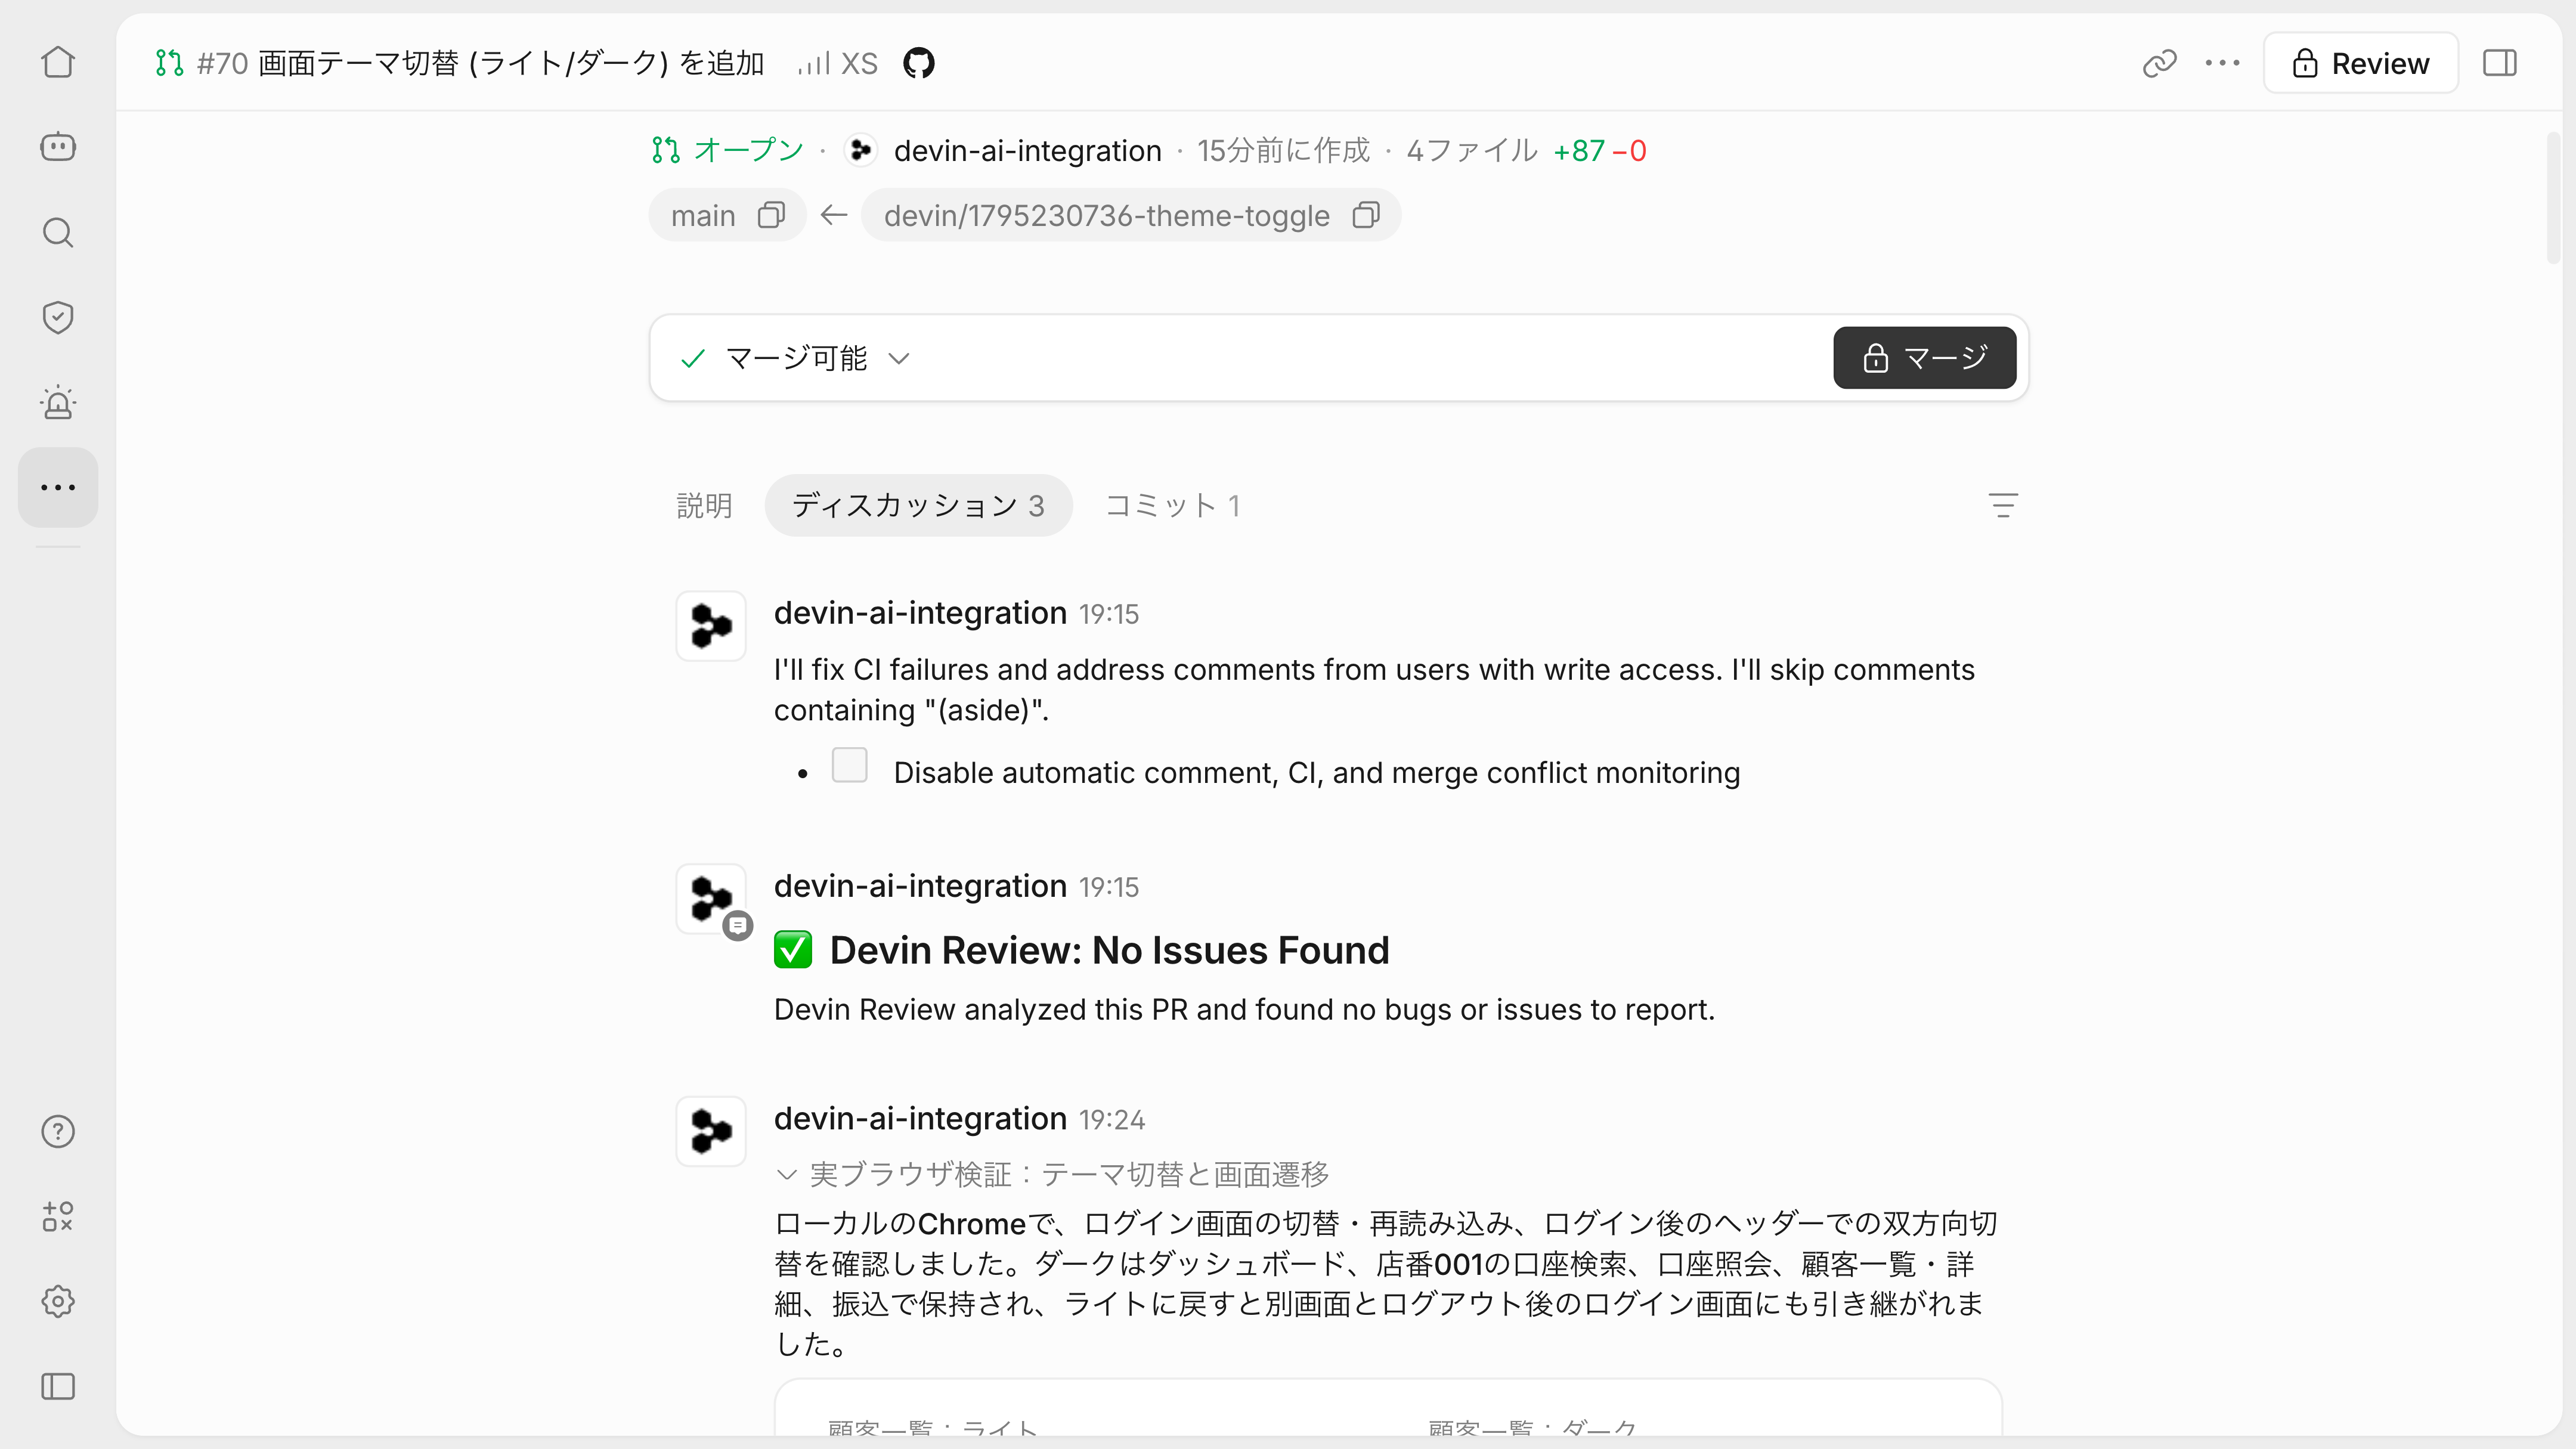 #70 画面テーマ切替 (ライト/ダーク) を追加 XS Review
オープン · devin-ai-integration · 15分前に作成 · 4ファイル +87 −0
main ← devin/1795230736-theme-toggle
マージ可能 マージ
説明 ディスカッション 3 コミット 1
devin-ai-integration 19:15
I'll fix CI failures and address comments from users with write access. I'll skip comments
containing "(aside)".
• Disable automatic comment, CI, and merge conflict monitoring
devin-ai-integration 19:15
✅ Devin Review: No Issues Found
Devin Review analyzed this PR and found no bugs or issues to report.
devin-ai-integration 19:24
実ブラウザ検証：テーマ切替と画面遷移
ローカルのChromeで、ログイン画面の切替・再読み込み、ログイン後のヘッダーでの双方向切
替を確認しました。ダークはダッシュボード、店番001の口座検索、口座照会、顧客一覧・詳
細、振込で保持され、ライトに戻すと別画面とログアウト後のログイン画面にも引き継がれま
した。
顧客一覧：ライト 顧客一覧：ダーク